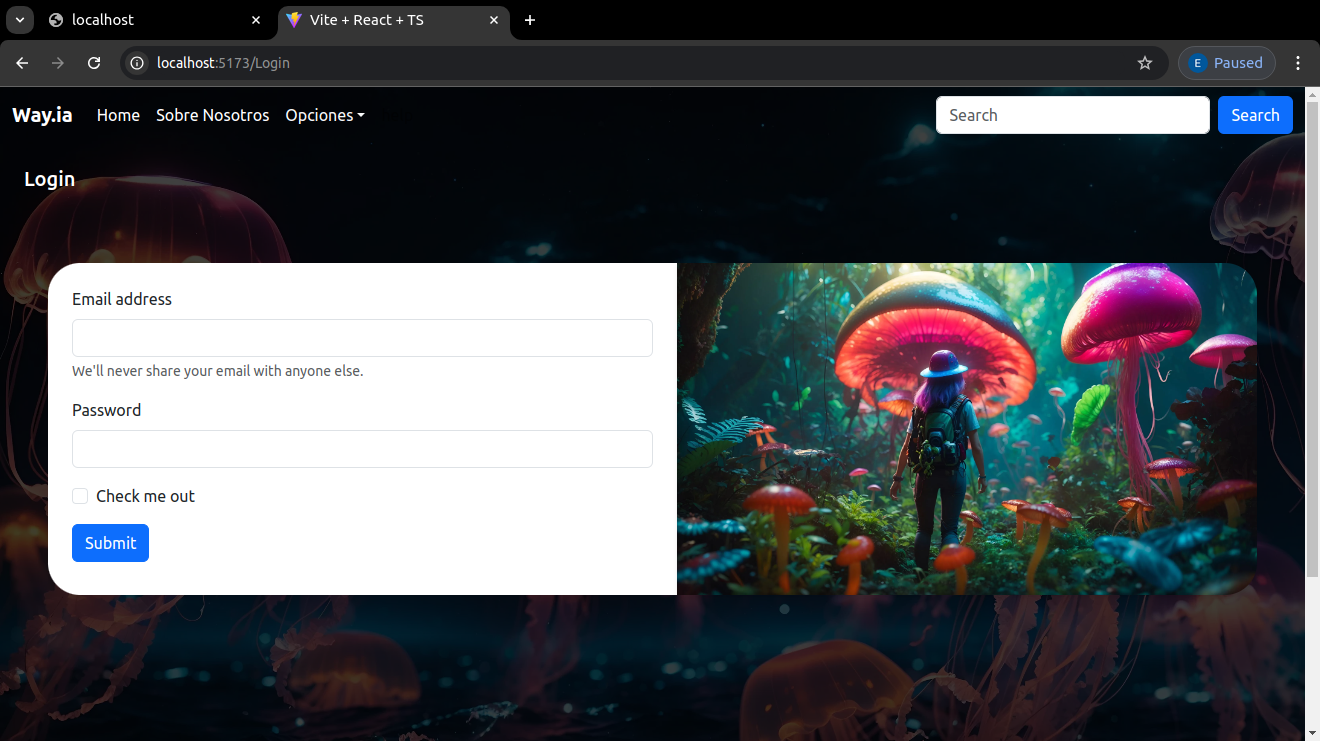 localhost
Vite + React + TS
localhost:5173/Login
E Paused
Way.ia Home Sobre Nosotros Opciones Search Search
Login
Email address
We'll never share your email with anyone else.
Password
Check me out
Submit